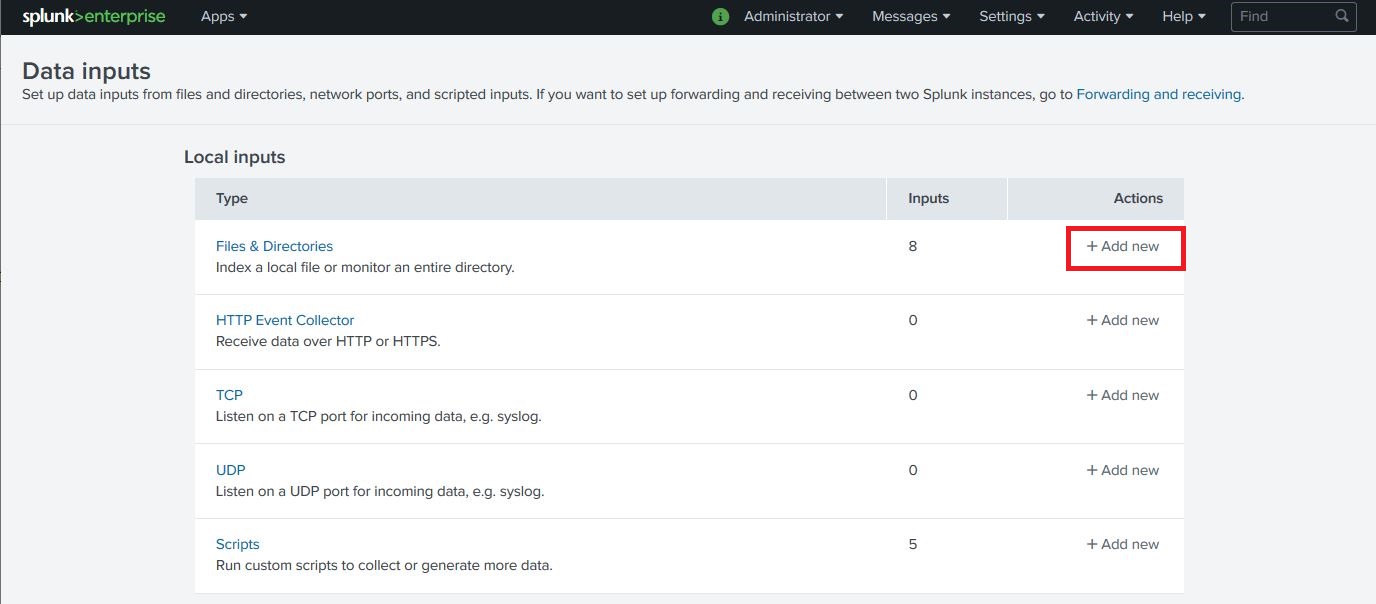 splunk>enterprise Apps Administrator Messages Settings Activity Help Find
Data inputs
Set up data inputs from files and directories, network ports, and scripted inputs. If you want to set up forwarding and receiving between two Splunk instances, go to Forwarding and receiving.
Local inputs
Type Inputs Actions
Files & Directories 8 + Add new
Index a local file or monitor an entire directory.
HTTP Event Collector 0 + Add new
Receive data over HTTP or HTTPS.
TCP 0 + Add new
Listen on a TCP port for incoming data, e.g. syslog.
UDP 0 + Add new
Listen on a UDP port for incoming data, e.g. syslog.
Scripts 5 + Add new
Run custom scripts to collect or generate more data.